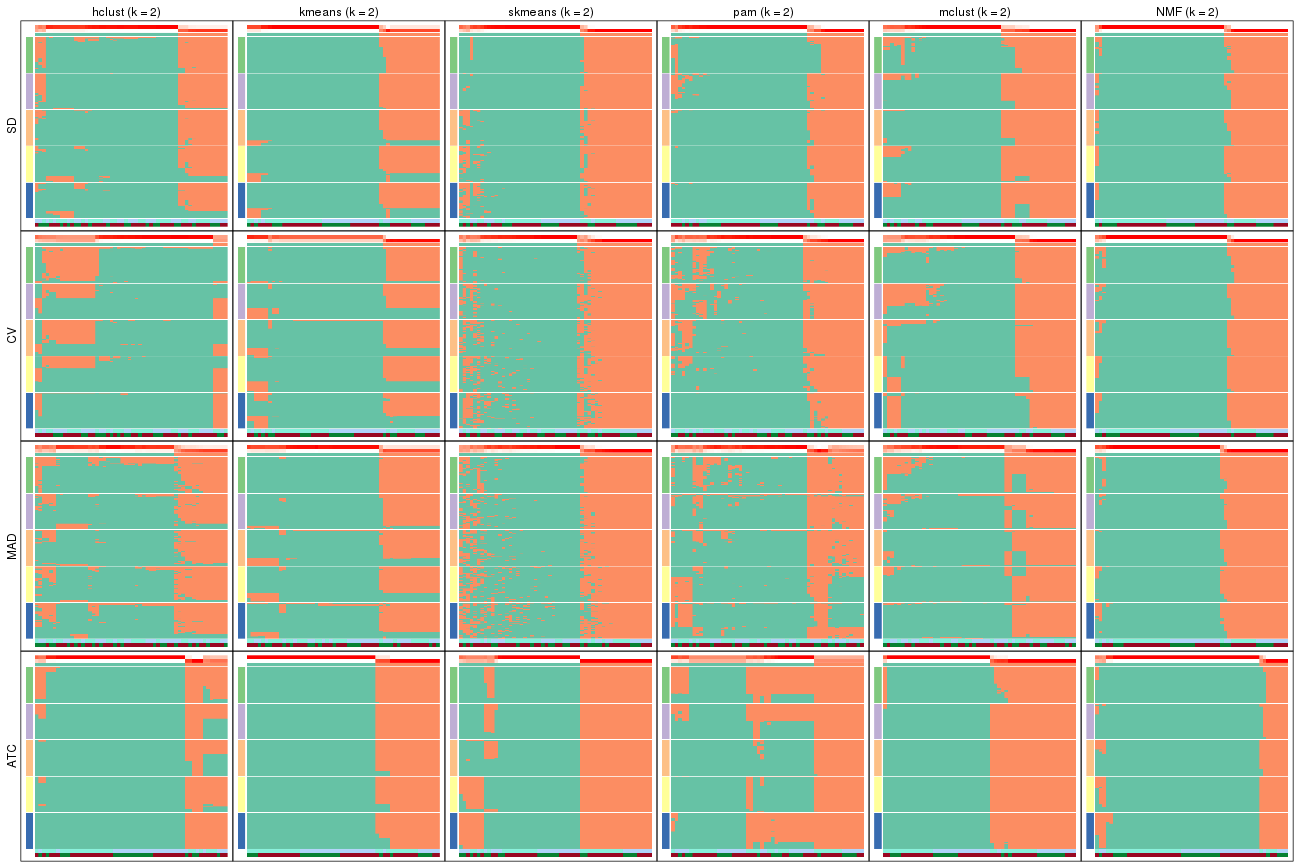 hclust (k = 2)
kmeans (k = 2)
skmeans (k = 2)
pam (k = 2)
mclust (k = 2)
NMF (k = 2)
SD
CV
MAD
ATC